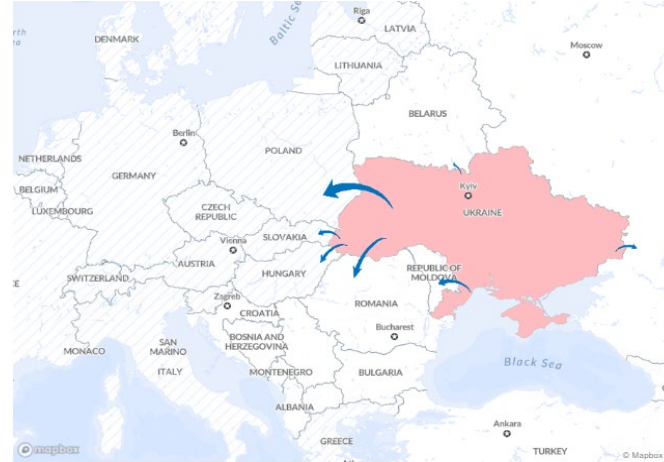 Riga
LATVIA
DENMARK
Baltic Sea
Moscow
LITHUANIA
BELARUS
Berlin
POLAND
NETHERLANDS
GERMANY
BELGIUM
Kyiv
LUXEMBOURG
CZECH
REPUBLIC
UKRAINE
Vienna
SLOVAKIA
AUSTRIA
REPUBLIC OF
MOLDOVA
HUNGARY
SWITZERLAND
Zagreb
ROMANIA
CROATIA
Bucharest
BOSNIA AND
HERZEGOVINA
SAN
MARINO
MONACO
Black Sea
ITALY
MONTENEGRO
BULGARIA
ALBANIA
Ankara
GREECE
TURKEY
mapbox
© Mapbox